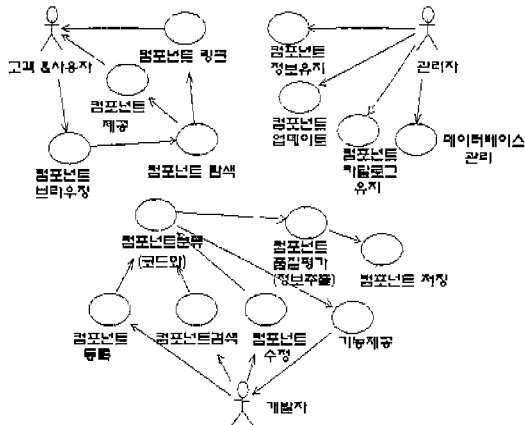 고객 &사용자
컴포넌트 링크
컴포넌트
제공
컴포넌트
브라우징
컴포넌트 탐색
컴포넌트
정보유지
관리자
컴포넌트
업데이트
컴포넌트
카탈로그
유지
데이터베이스
관리
컴포넌트분류
(코드화)
컴포넌트
품질평가
(정보추출)
컴포넌트 저장
컴포넌트
등록
컴포넌트검색
컴포넌트
수정
기능제공
개발자